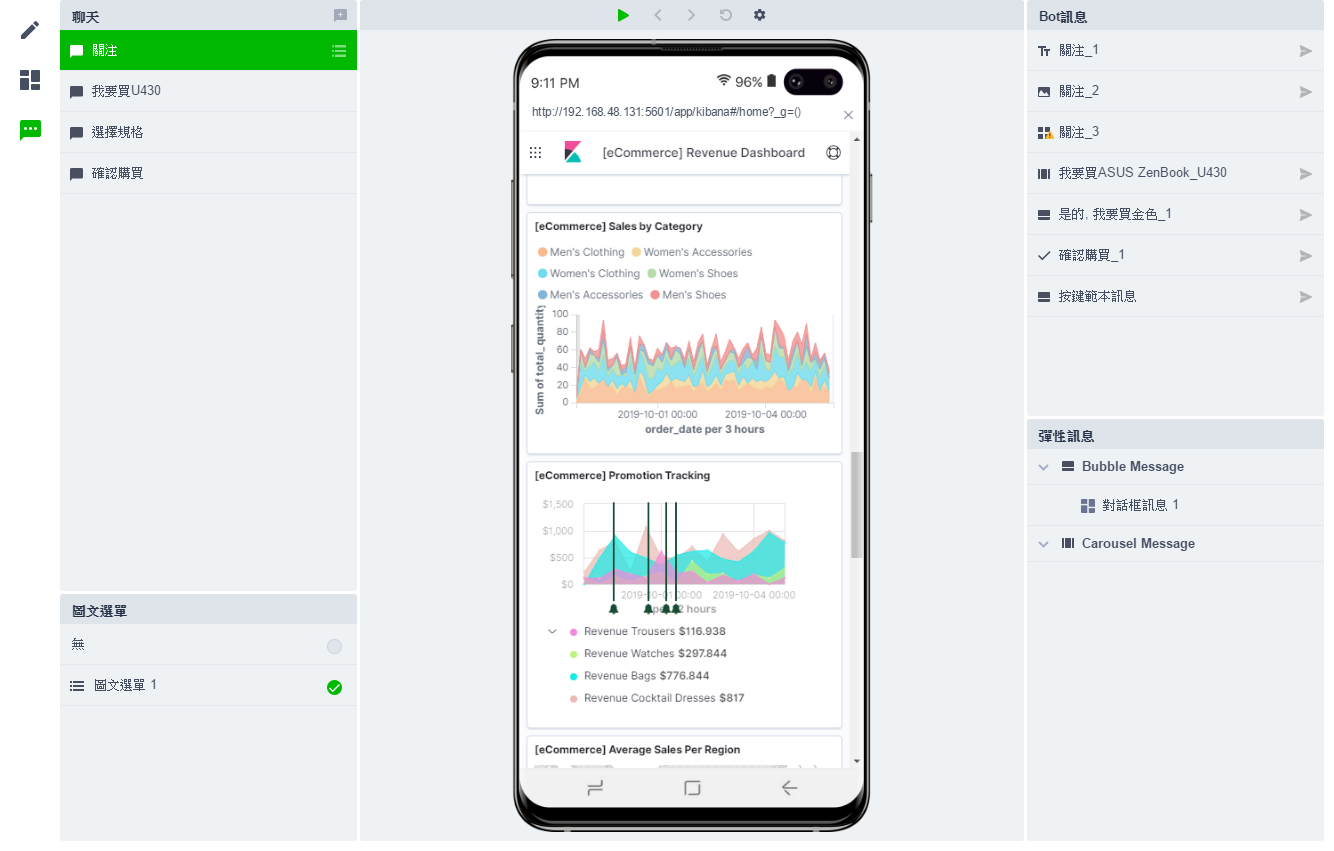 聊天
關注
我要買U430
選擇規格
確認購買
圖文選單
無
圖文選單 1
9:11 PM
96%
http://192.168.48.131:5601/app/kibana#/home?_g=()
[eCommerce] Revenue Dashboard
[eCommerce] Sales by Category
Men's Clothing Women's Accessories
Women's Clothing Women's Shoes
Men's Accessories Men's Shoes
Sum of total_quantity
100
80
60
40
20
0
2019-10-01 00:00 2019-10-04 00:00
order_date per 3 hours
[eCommerce] Promotion Tracking
$1,500
$1,000
$500
$0
2019-10-01 00:00 2019-10-04 00:00
hours
Revenue Trousers $116.938
Revenue Watches $297.844
Revenue Bags $776.844
Revenue Cocktail Dresses $817
[eCommerce] Average Sales Per Region
Bot訊息
關注_1
關注_2
關注_3
我要買ASUS ZenBook_U430
是的, 我要買金色_1
確認購買_1
按鍵範本訊息
彈性訊息
Bubble Message
對話框訊息 1
Carousel Message